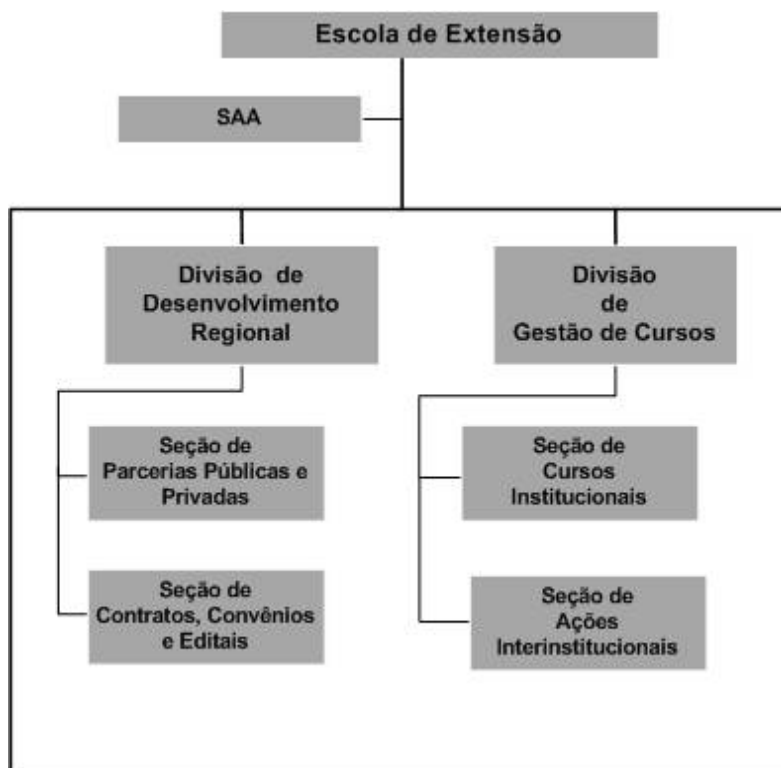 Escola de Extensão
SAA
Divisão de
Desenvolvimento
Regional
Divisão
de
Gestão de Cursos
Seção de
Parcerias Públicas e
Privadas
Seção de
Cursos
Institucionais
Seção de
Contratos, Convênios
e Editais
Seção de
Ações
Interinstitucionais